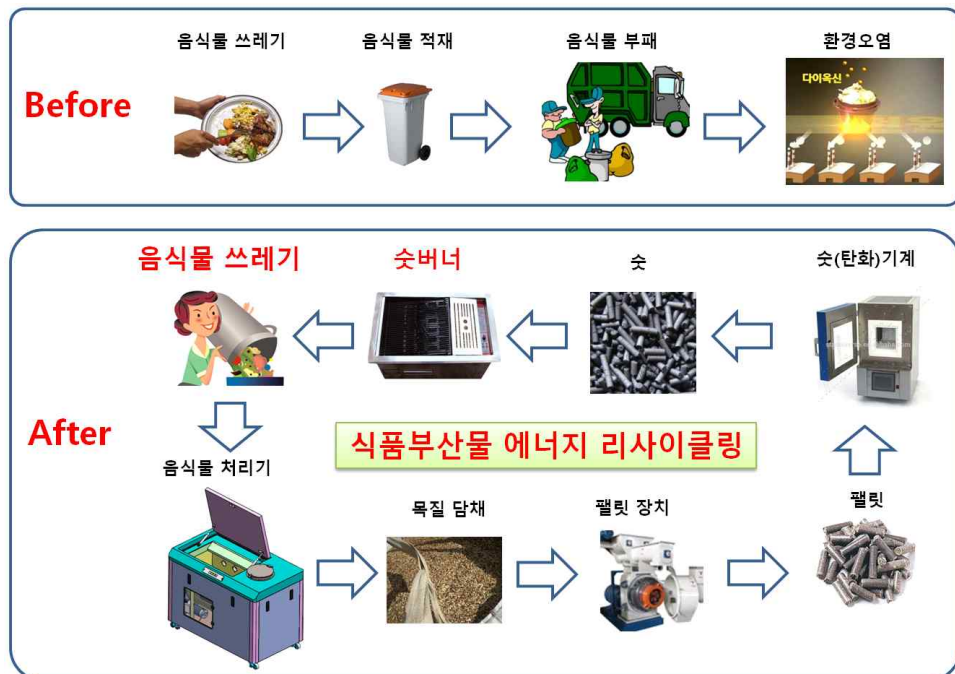 음식물 쓰레기
음식물 적재
음식물 부패
환경오염
Before
다이옥신
음식물 쓰레기
숯버너
숯
숯(탄화)기계
After
식품부산물 에너지 리사이클링
음식물 처리기
목질 담채
팰릿 장치
팰릿